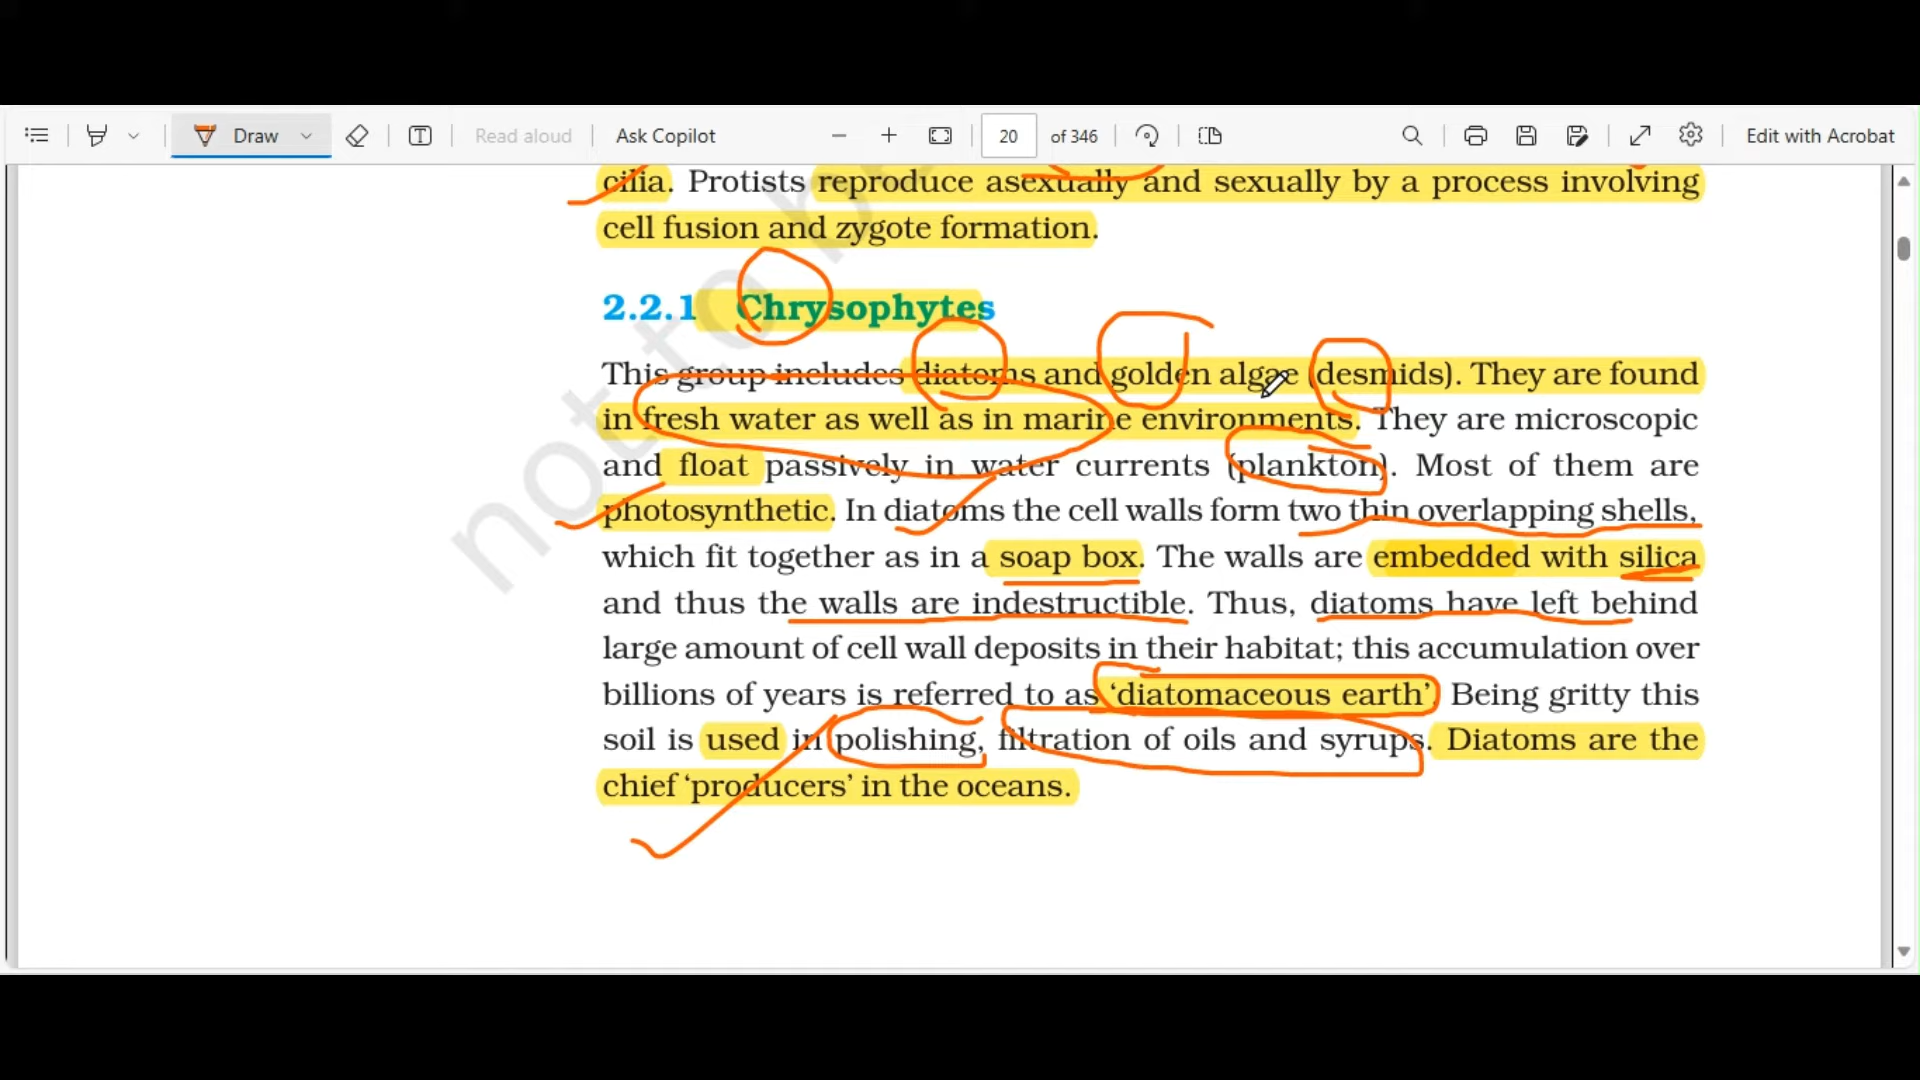 Draw
Read aloud
Ask Copilot
20 of 346
Edit with Acrobat
cilia. Protists reproduce asexually and sexually by a process involving
cell fusion and zygote formation.
2.2.1 Chrysophytes
This group includes diatoms and golden algae (desmids). They are found
in fresh water as well as in marine environments. They are microscopic
and float passively in water currents (plankton). Most of them are
photosynthetic. In diatoms the cell walls form two thin overlapping shells,
which fit together as in a soap box. The walls are embedded with silica
and thus the walls are indestructible. Thus, diatoms have left behind
large amount of cell wall deposits in their habitat; this accumulation over
billions of years is referred to as ‘diatomaceous earth’. Being gritty this
soil is used in polishing, filtration of oils and syrups. Diatoms are the
chief ‘producers’ in the oceans.
not to b